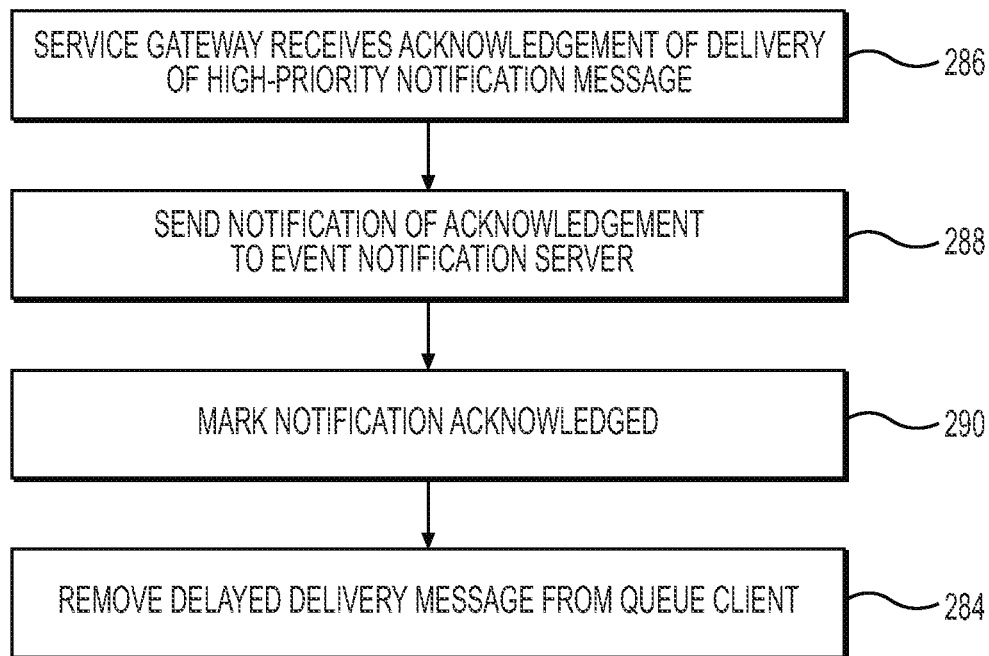 SERVICE GATEWAY RECEIVES ACKNOWLEDGEMENT OF DELIVERY
OF HIGH-PRIORITY NOTIFICATION MESSAGE
286
SEND NOTIFICATION OF ACKNOWLEDGEMENT
TO EVENT NOTIFICATION SERVER
288
MARK NOTIFICATION ACKNOWLEDGED
290
REMOVE DELAYED DELIVERY MESSAGE FROM QUEUE CLIENT
284